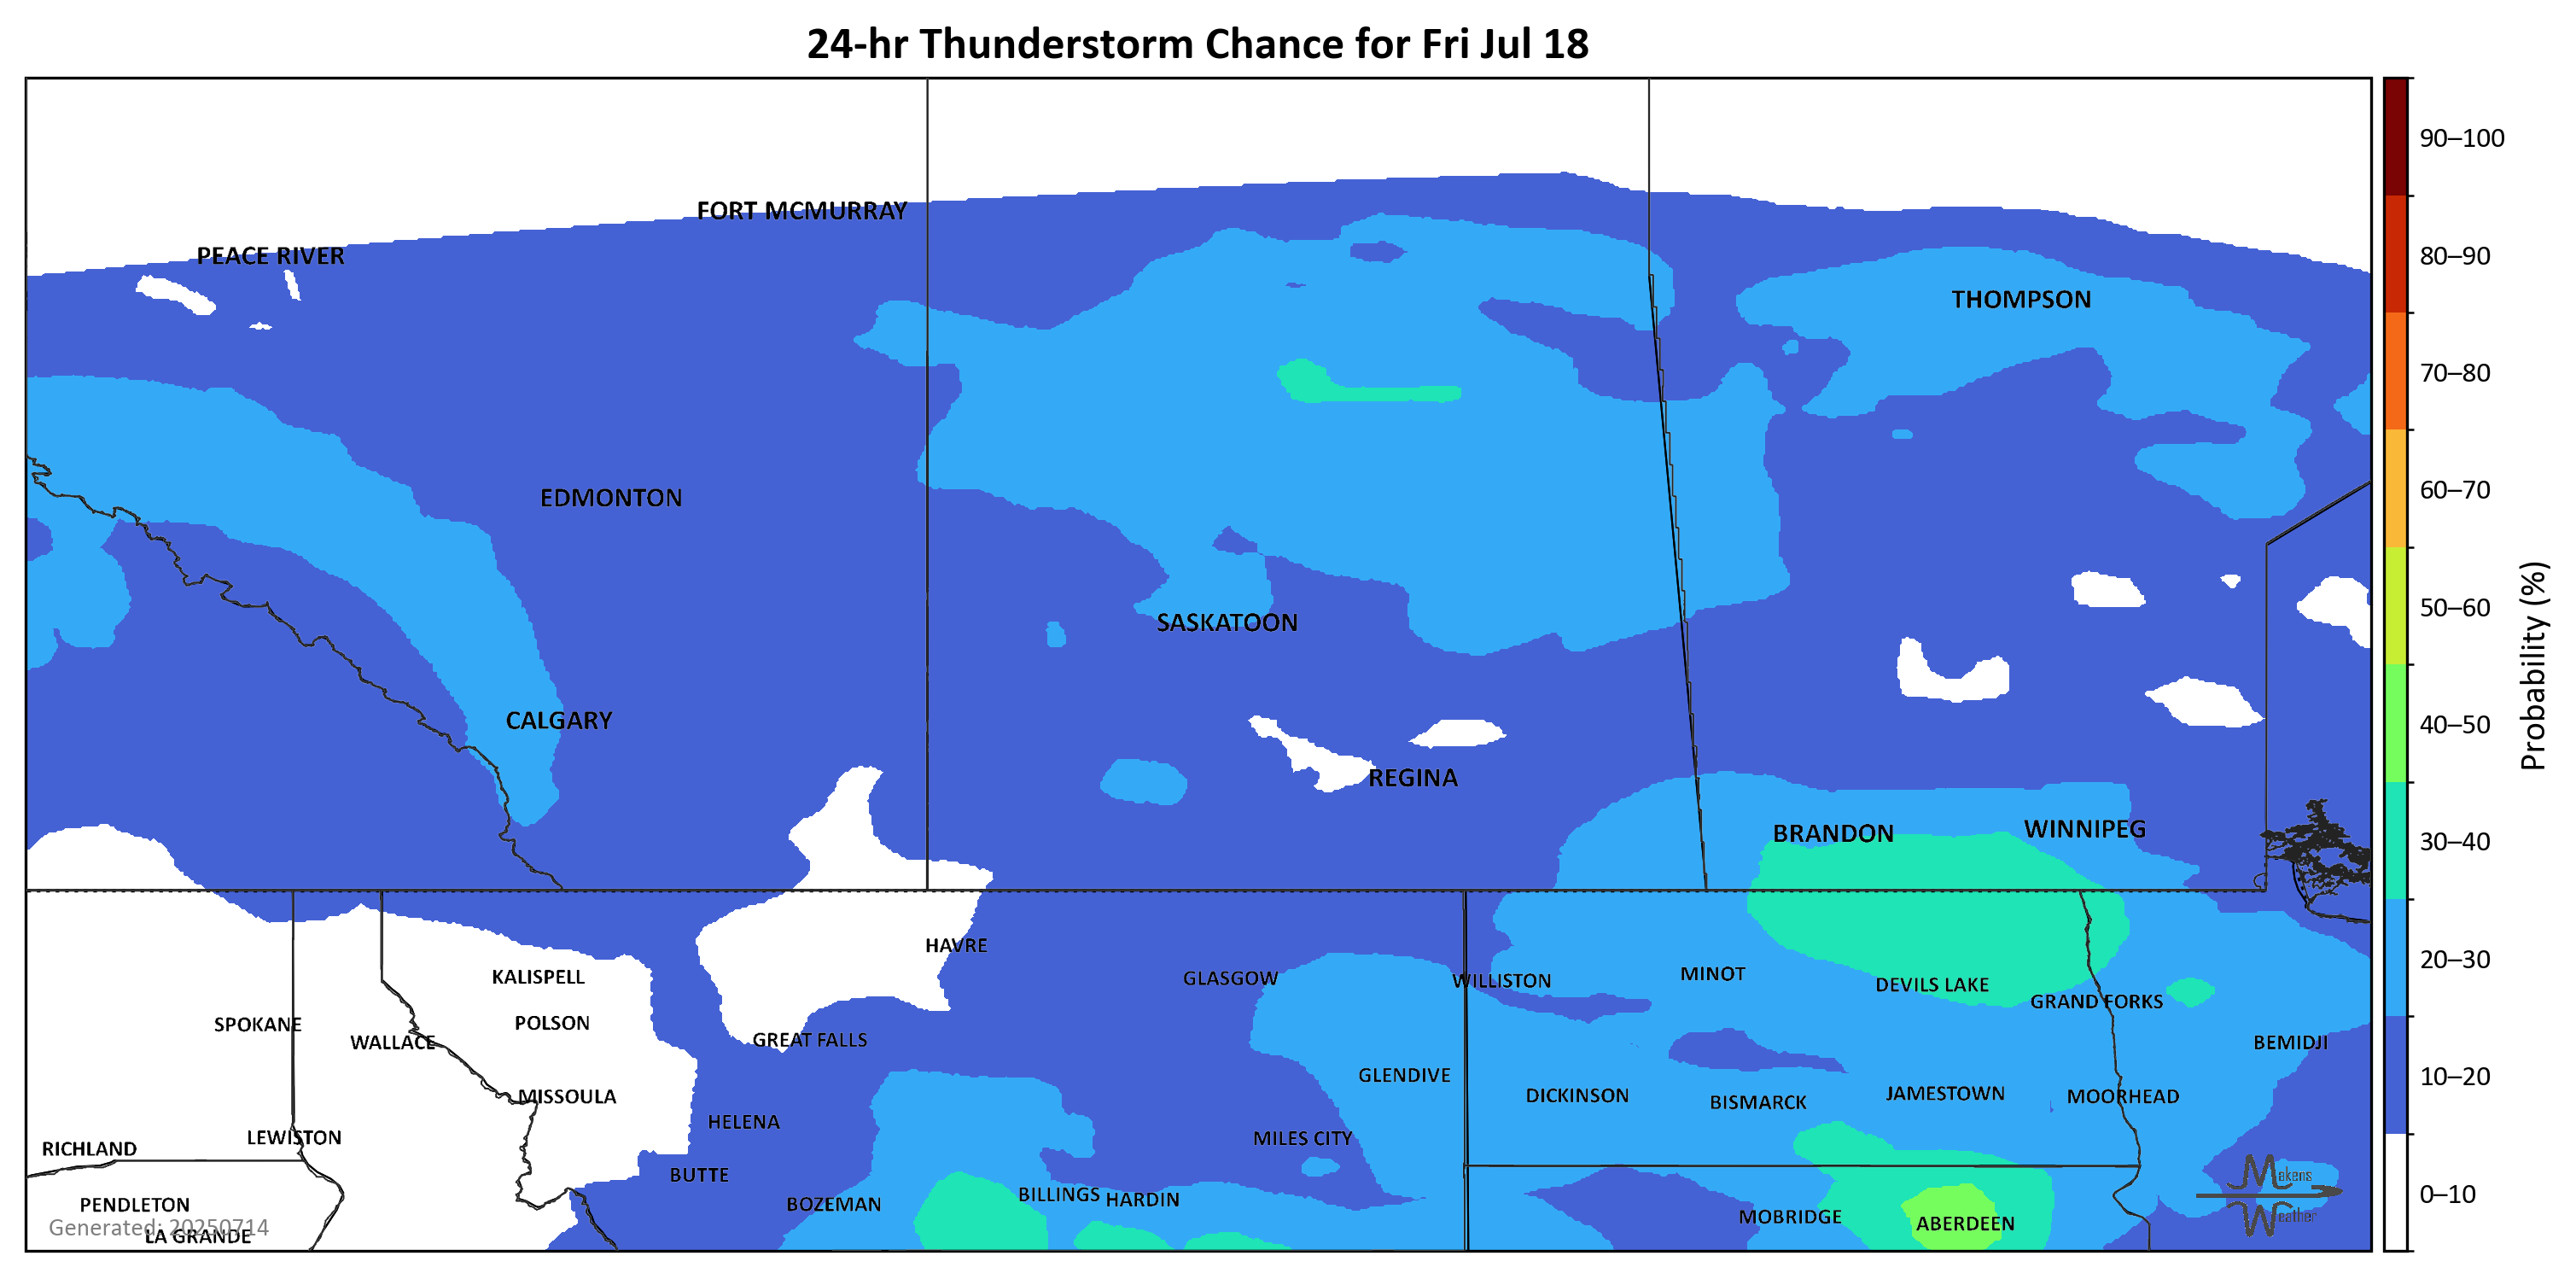 24-hr Thunderstorm Chance for Fri Jul 18
FORT MCMURRAY
PEACE RIVER
THOMPSON
EDMONTON
SASKATOON
CALGARY
REGINA
BRANDON
WINNIPEG
HAVRE
KALISPELL
GLASGOW
WILLISTON
MINOT
DEVILS LAKE
GRAND FORKS
SPOKANE
POLSON
WALLACE
GREAT FALLS
BEMIDJI
GLENDIVE
MISSOULA
DICKINSON
BISMARCK
JAMESTOWN
MOORHEAD
HELENA
LEWISTON
MILES CITY
RICHLAND
BUTTE
PENDLETON
BOZEMAN
BILLINGS
HARDIN
MOBRIDGE
ABERDEEN
Generated: 20250714
LA GRANDE
Makens
Weather
90–100
80–90
70–80
60–70
50–60
40–50
30–40
20–30
10–20
0–10
Probability (%)